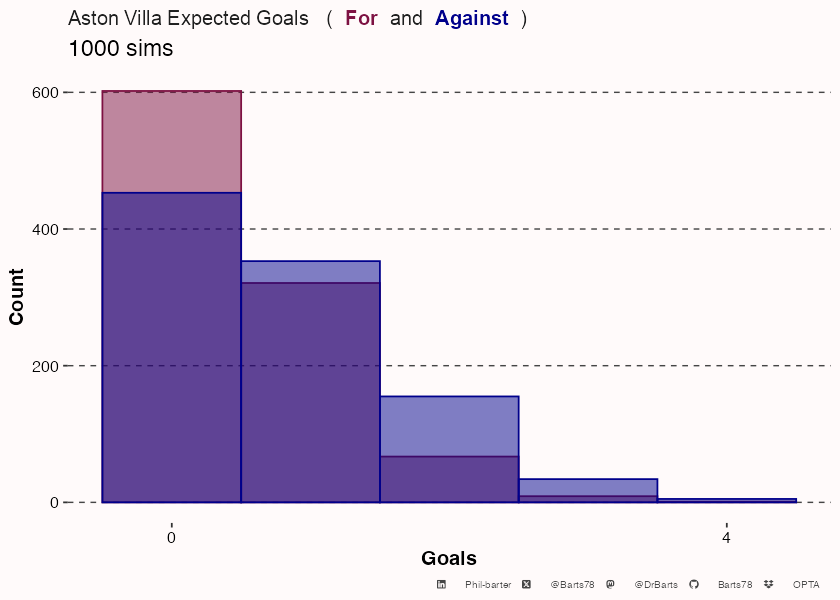 Aston Villa Expected Goals ( For and Against )
1000 sims
600
400
200
0
Count
0 4
Goals
Phil-barter @Barts78 @DrBarts Barts78 OPTA